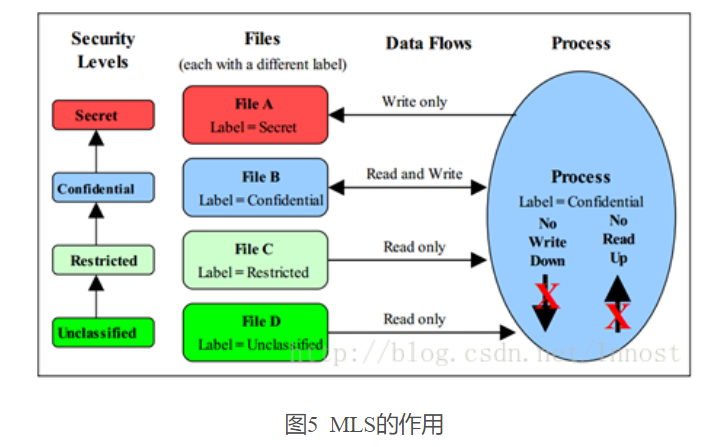 Security
Levels
Files
(each with a different label)
Data Flows
Process
Secret
File A
Label = Secret
Write only
Confidential
File B
Label = Confidential
Read and Write
Process
Label = Confidential
No
Write
Down
No
Read
Up
X
X
Restricted
File C
Label = Restricted
Read only
Unclassified
File D
Label = Unclassified
Read only
http://blog.csdn.net/Innost
图5 MLS的作用